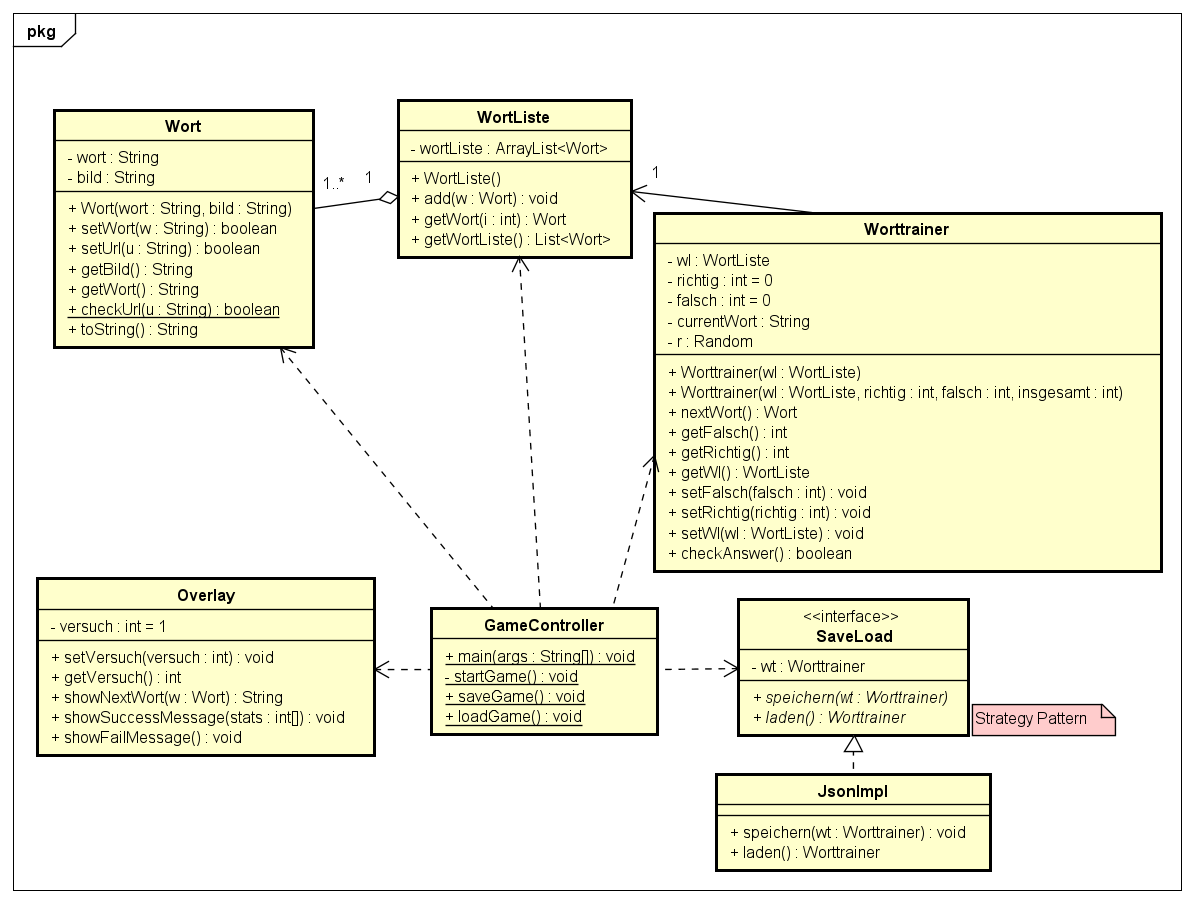 pkg
Wort
- wort : String
- bild : String
+ Wort(wort : String, bild : String)
+ setWort(w : String) : boolean
+ setUrl(u : String) : boolean
+ getBild() : String
+ getWort() : String
+ checkUrl(u : String) : boolean
+ toString() : String
1..*
1
WortListe
- wortListe : ArrayList<Wort>
+ WortListe()
+ add(w : Wort) : void
+ getWort(i : int) : Wort
+ getWortListe() : List<Wort>
1
Worttrainer
- wl : WortListe
- richtig : int = 0
- falsch : int = 0
- currentWort : String
- r : Random
+ Worttrainer(wl : WortListe)
+ Worttrainer(wl : WortListe, richtig : int, falsch : int, insgesamt : int)
+ nextWort() : Wort
+ getFalsch() : int
+ getRichtig() : int
+ getWl() : WortListe
+ setFalsch(falsch : int) : void
+ setRichtig(richtig : int) : void
+ setWl(wl : WortListe) : void
+ checkAnswer() : boolean
Overlay
- versuch : int = 1
+ setVersuch(versuch : int) : void
+ getVersuch() : int
+ showNextWort(w : Wort) : String
+ showSuccessMessage(stats : int[]) : void
+ showFailMessage() : void
GameController
+ main(args : String[]) : void
- startGame() : void
+ saveGame() : void
+ loadGame() : void
<<interface>>
SaveLoad
- wt : Worttrainer
+ speichern(wt : Worttrainer)
+ laden() : Worttrainer
Strategy Pattern
JsonImpl
+ speichern(wt : Worttrainer) : void
+ laden() : Worttrainer